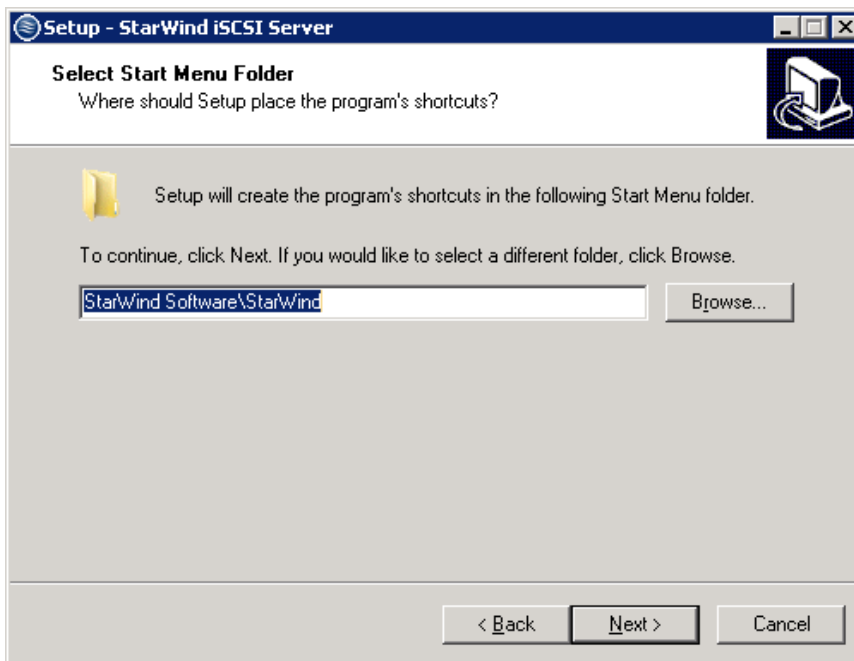 Setup - StarWind iSCSI Server
Select Start Menu Folder
Where should Setup place the program's shortcuts?
Setup will create the program's shortcuts in the following Start Menu folder.
To continue, click Next. If you would like to select a different folder, click Browse.
StarWind Software\StarWind
Browse...
< Back
Next >
Cancel